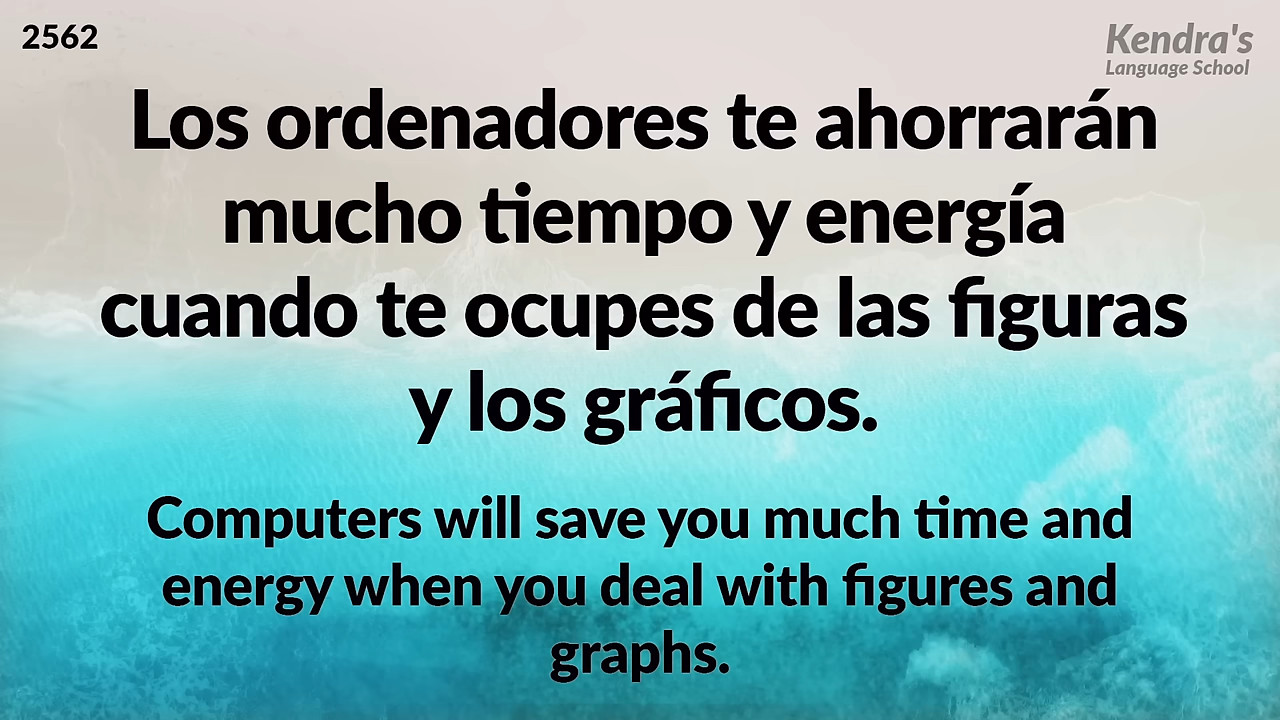 2562
Kendra's
Language School
Los ordenadores te ahorrarán
mucho tiempo y energía
cuando te ocupes de las figuras
y los gráficos.
Computers will save you much time and
energy when you deal with figures and
graphs.